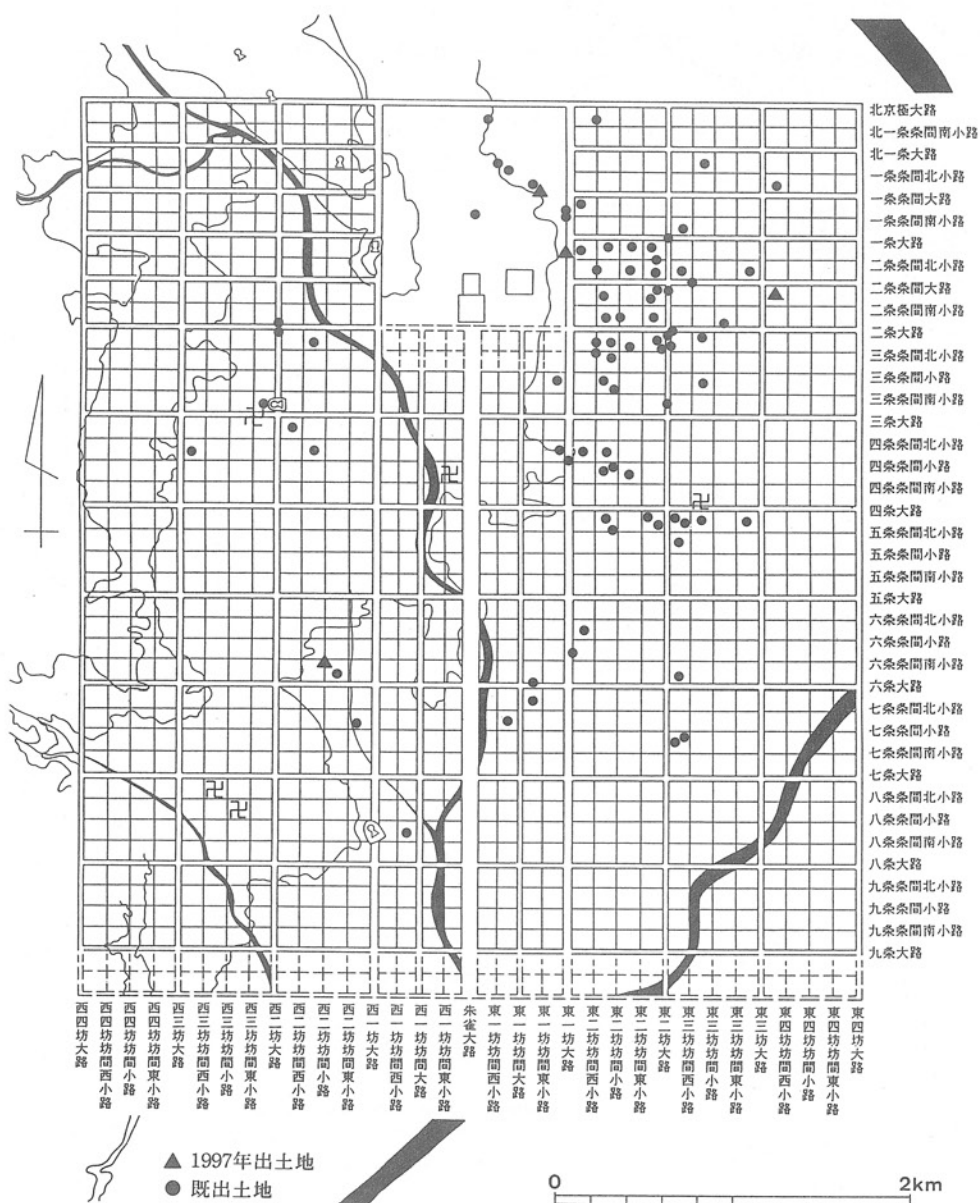 北京極大路
北一条条間南小路
北一条大路
一条条間北小路
一条条間大路
一条条間南小路
一条大路
二条条間北小路
二条条間大路
二条条間南小路
二条大路
三条条間北小路
三条条間小路
三条条間南小路
三条大路
四条条間北小路
四条条間小路
四条条間南小路
四条大路
五条条間北小路
五条条間小路
五条条間南小路
五条大路
六条条間北小路
六条条間小路
六条条間南小路
六条大路
七条条間北小路
七条条間小路
七条条間南小路
七条大路
八条条間北小路
八条条間小路
八条条間南小路
八条大路
九条条間北小路
九条条間小路
九条条間南小路
九条大路
西四坊大路
西四坊坊間西小路
西四坊坊間小路
西四坊坊間東小路
西三坊大路
西三坊坊間西小路
西三坊坊間小路
西三坊坊間東小路
西二坊大路
西二坊坊間西小路
西二坊坊間小路
西二坊坊間東小路
西一坊大路
西一坊坊間西小路
西一坊坊間大路
西一坊坊間東小路
朱雀大路
東一坊坊間西小路
東一坊坊間大路
東一坊坊間東小路
東一坊大路
東二坊坊間西小路
東二坊坊間小路
東二坊坊間東小路
東二坊大路
東三坊坊間西小路
東三坊坊間小路
東三坊坊間東小路
東三坊大路
東四坊坊間西小路
東四坊坊間小路
東四坊坊間東小路
東四坊大路
▲ 1997年出土地
● 既出土地
0 2km